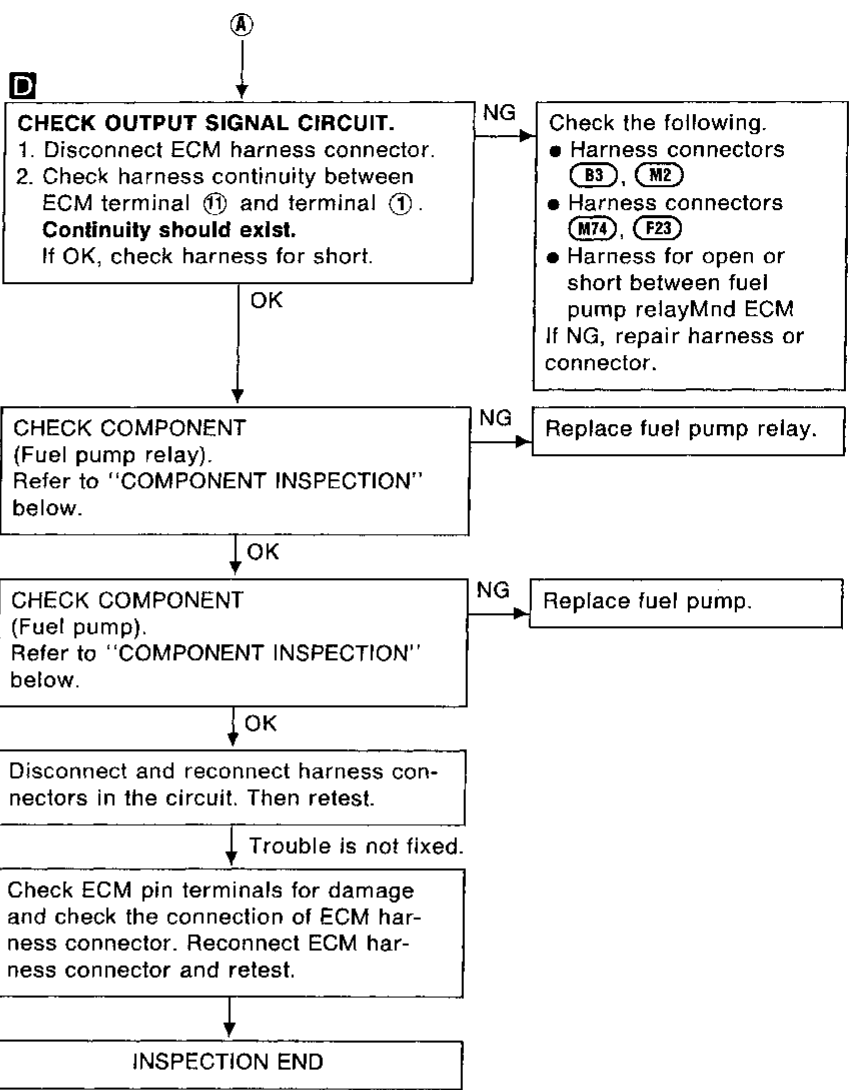 A
D
CHECK OUTPUT SIGNAL CIRCUIT.
1. Disconnect ECM harness connector.
2. Check harness continuity between
ECM terminal ⑪ and terminal ①.
Continuity should exist.
If OK, check harness for short.
NG
Check the following.
● Harness connectors
B3, M2
● Harness connectors
M74, F23
● Harness for open or
short between fuel
pump relayMnd ECM
If NG, repair harness or
connector.
OK
CHECK COMPONENT
(Fuel pump relay).
Refer to "COMPONENT INSPECTION"
below.
NG
Replace fuel pump relay.
OK
CHECK COMPONENT
(Fuel pump).
Refer to "COMPONENT INSPECTION"
below.
NG
Replace fuel pump.
OK
Disconnect and reconnect harness con-
nectors in the circuit. Then retest.
Trouble is not fixed.
Check ECM pin terminals for damage
and check the connection of ECM har-
ness connector. Reconnect ECM har-
ness connector and retest.
INSPECTION END